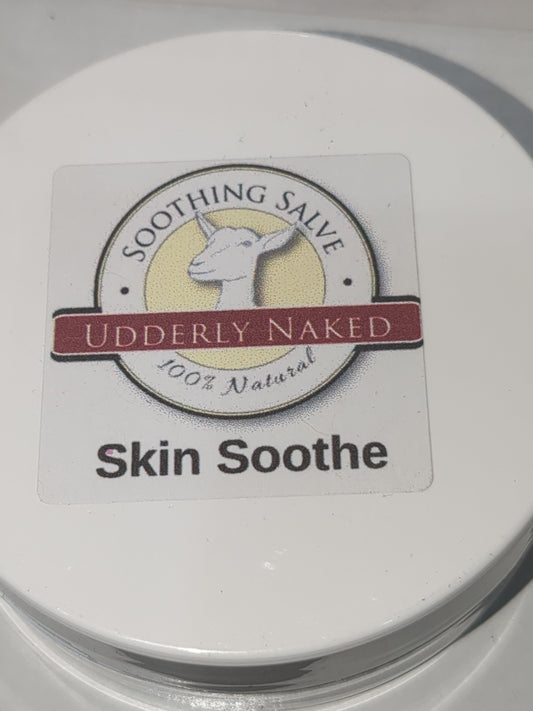 SOOTHING SALVE
UDDERLY NAKED
100% Natural
Skin Soothe